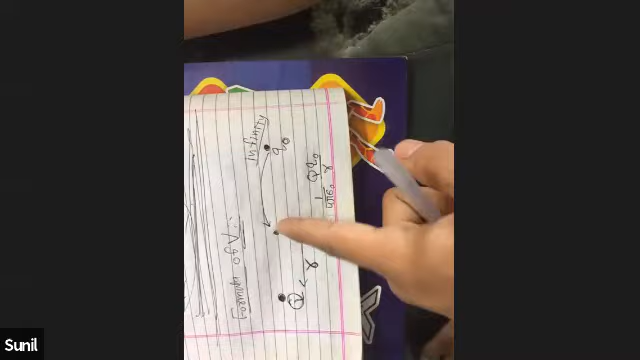 Formula of V:-
Infinity
q₀
+
r
1/4πε₀ Qq₀/r
Sunil